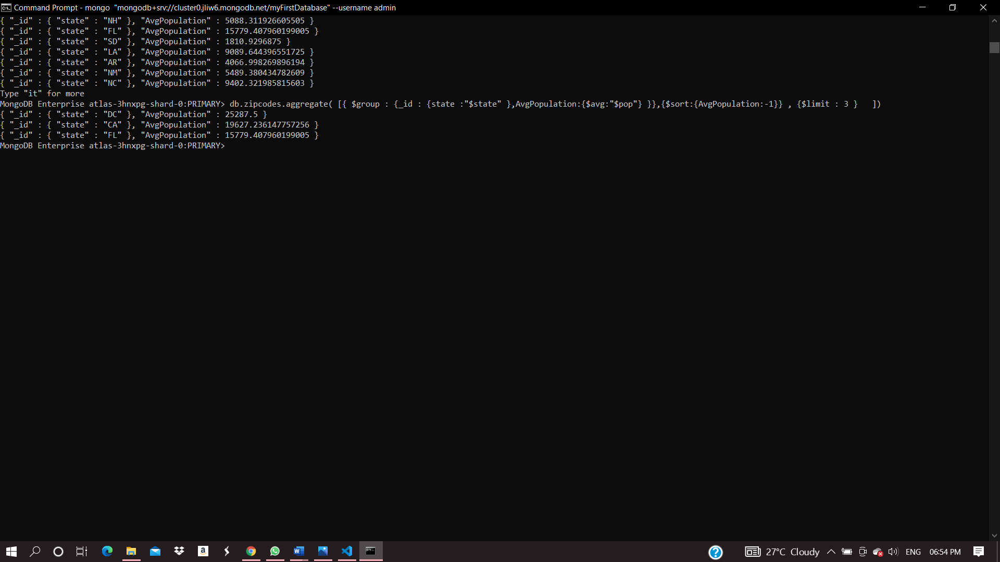 Command Prompt - mongo  "mongodb+srv://cluster0.jliw6.mongodb.net/myFirstDatabase" --username admin
{ "_id" : { "state" : "NH" }, "AvgPopulation" : 5088.311926605505 }
{ "_id" : { "state" : "FL" }, "AvgPopulation" : 15779.407960199005 }
{ "_id" : { "state" : "SD" }, "AvgPopulation" : 1810.9296875 }
{ "_id" : { "state" : "LA" }, "AvgPopulation" : 9089.644396551725 }
{ "_id" : { "state" : "AR" }, "AvgPopulation" : 4066.998269896194 }
{ "_id" : { "state" : "NM" }, "AvgPopulation" : 5489.380434782609 }
{ "_id" : { "state" : "NC" }, "AvgPopulation" : 9402.321985815603 }
Type "it" for more
MongoDB Enterprise atlas-3hnxpg-shard-0:PRIMARY> db.zipcodes.aggregate( [{ $group : {_id : {state :"$state" },AvgPopulation:{$avg:"$pop"} }},{$sort:{AvgPopulation:-1}} , {$limit : 3 }   ])
{ "_id" : { "state" : "DC" }, "AvgPopulation" : 25287.5 }
{ "_id" : { "state" : "CA" }, "AvgPopulation" : 19627.236147757256 }
{ "_id" : { "state" : "FL" }, "AvgPopulation" : 15779.407960199005 }
MongoDB Enterprise atlas-3hnxpg-shard-0:PRIMARY>
27°C Cloudy ENG 06:54 PM